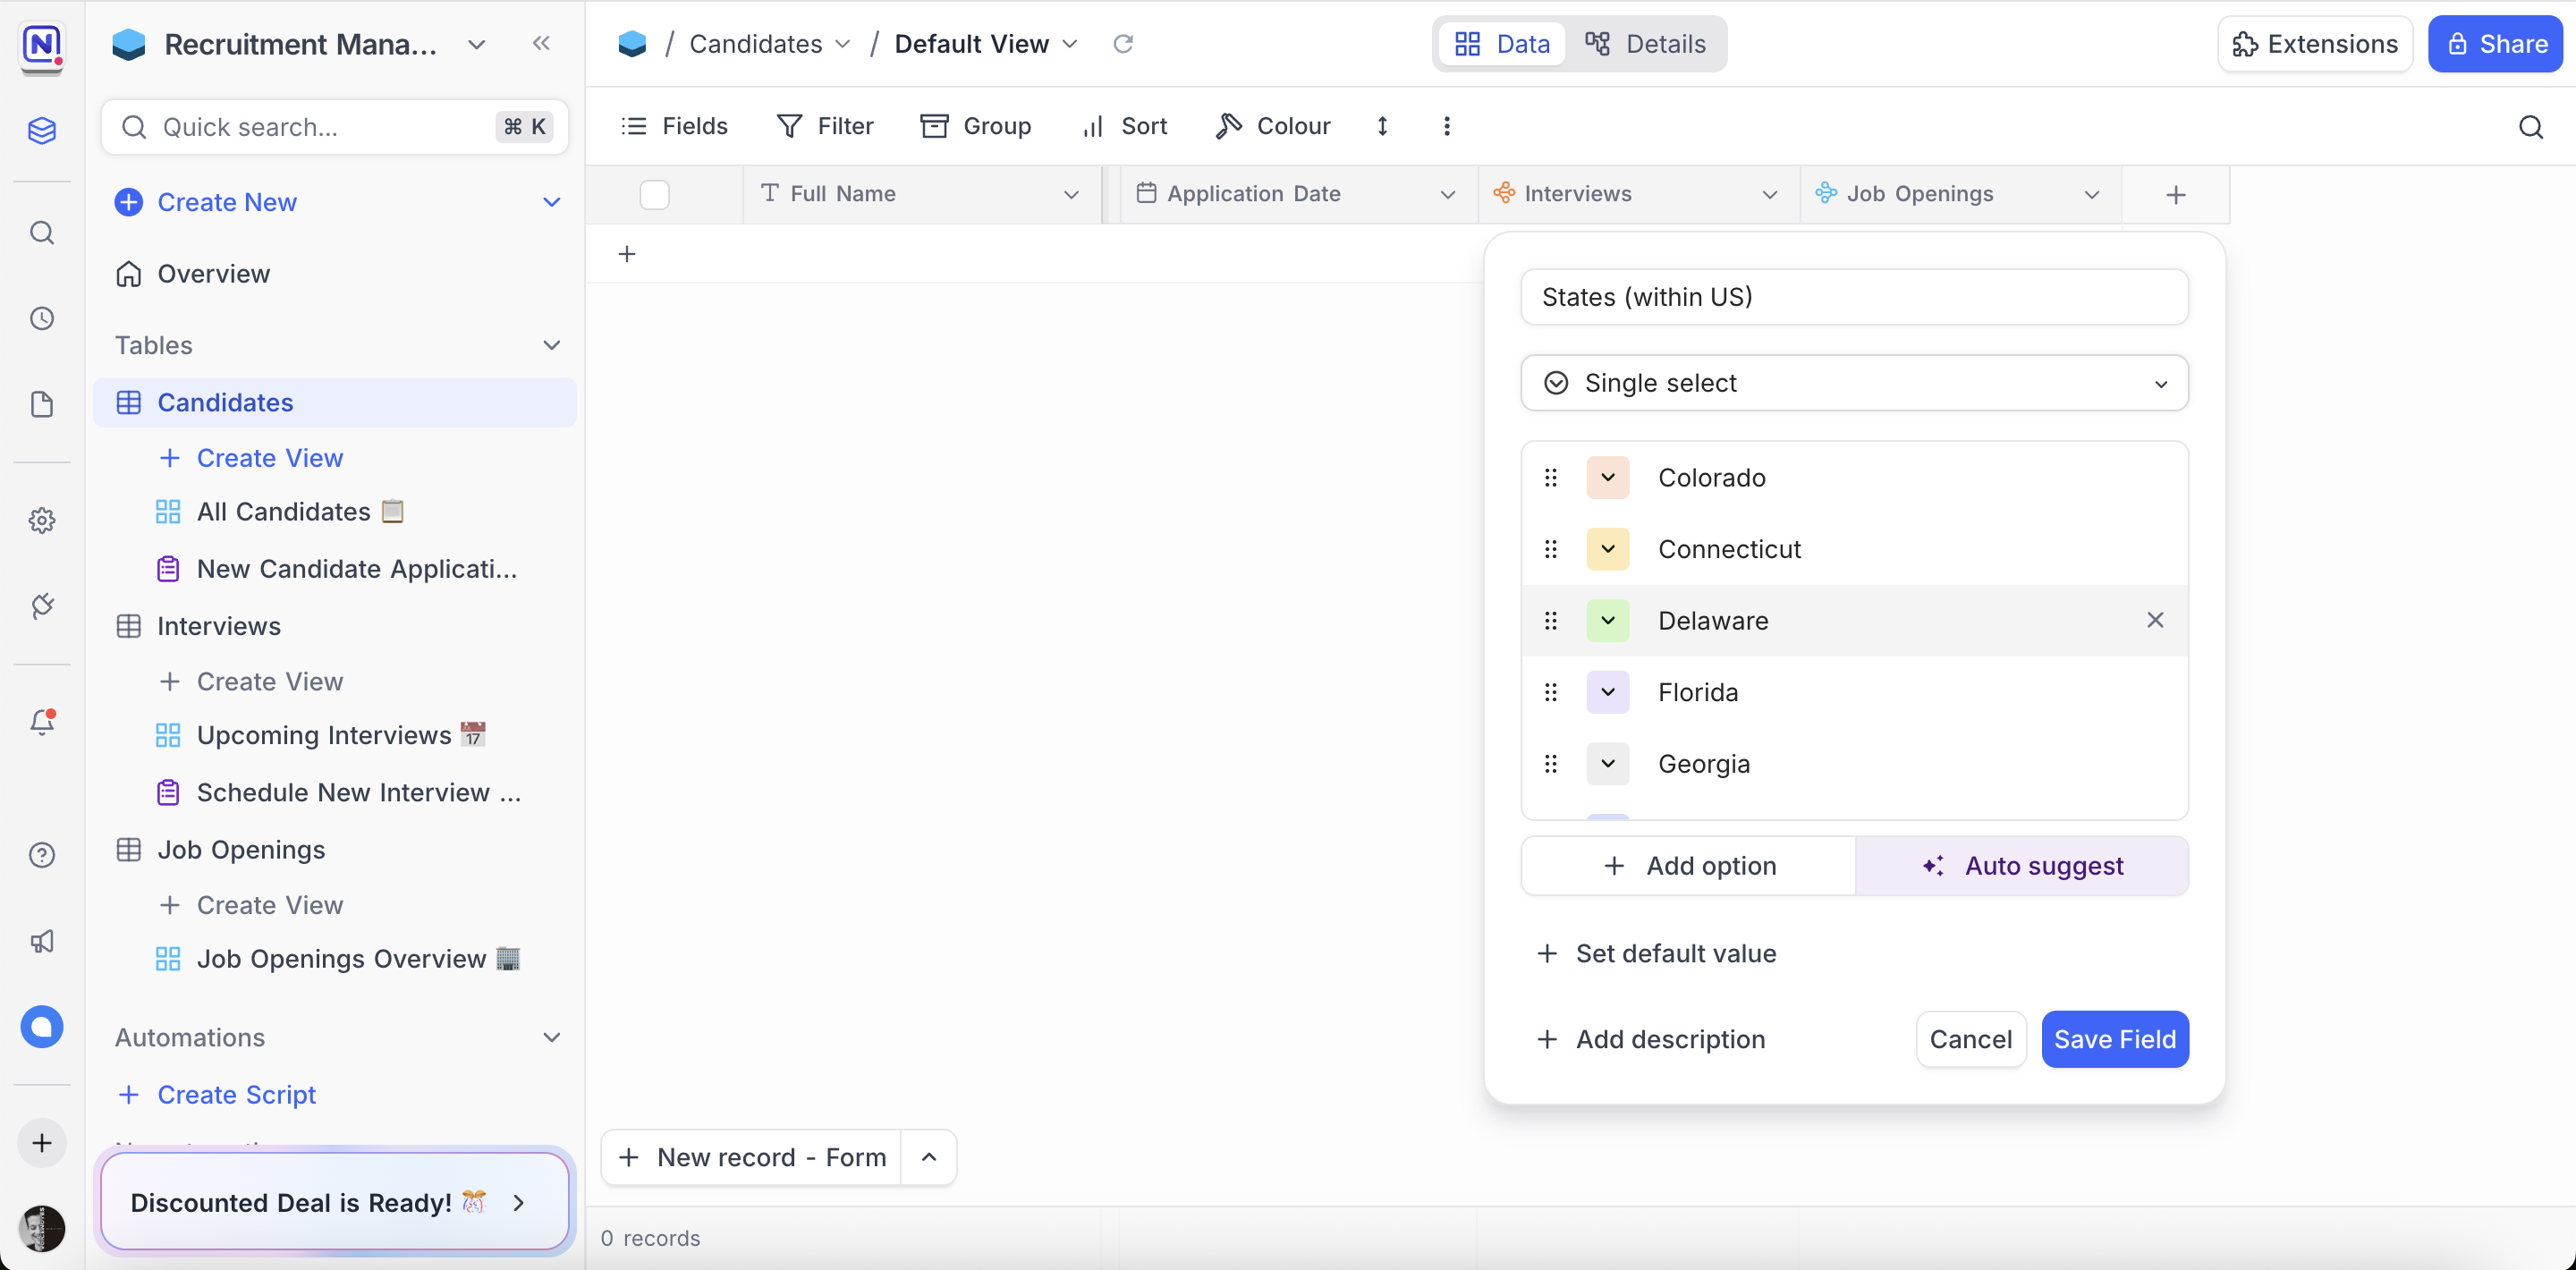 Recruitment Mana...
Quick search...
⌘ K
Create New
Overview
Tables
Candidates
Create View
All Candidates
New Candidate Applicati...
Interviews
Create View
Upcoming Interviews
Schedule New Interview ...
Job Openings
Create View
Job Openings Overview
Automations
Create Script
Discounted Deal is Ready!
/ Candidates / Default View
Data
Details
Extensions
Share
Fields
Filter
Group
Sort
Colour
Full Name
Application Date
Interviews
Job Openings
States (within US)
Single select
Colorado
Connecticut
Delaware
Florida
Georgia
Add option
Auto suggest
Set default value
Add description
Cancel
Save Field
New record - Form
0 records